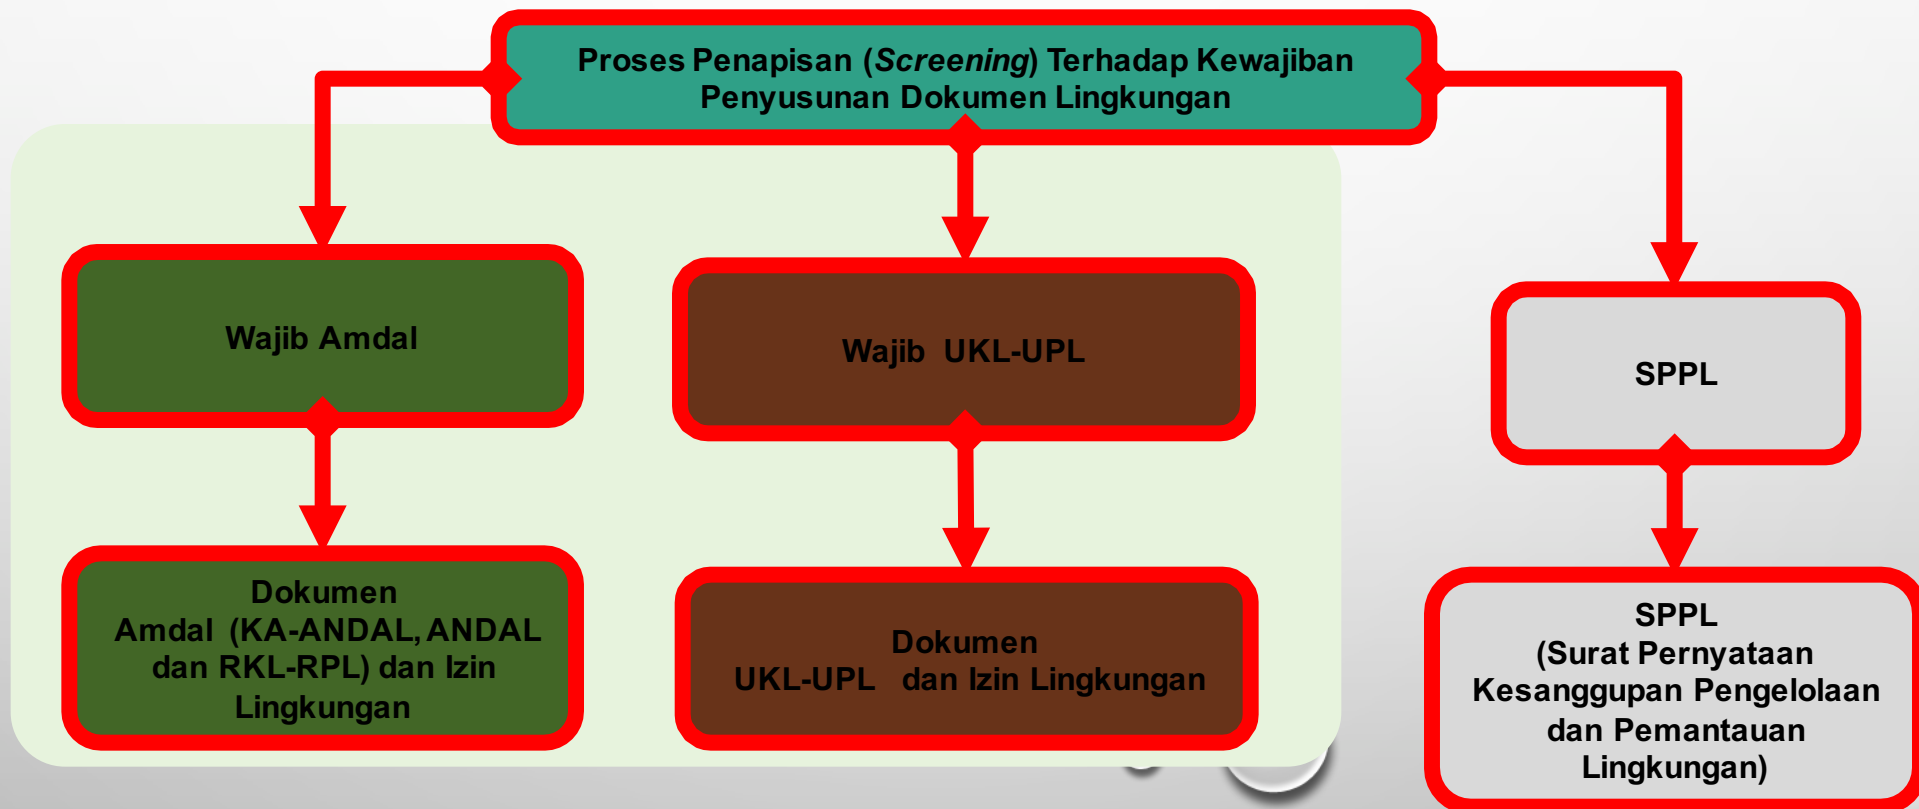 Proses Penapisan (Screening) Terhadap Kewajiban
Penyusunan Dokumen Lingkungan
Wajib Amdal
Wajib UKL-UPL
SPPL
Dokumen
Amdal (KA-ANDAL, ANDAL
dan RKL-RPL) dan Izin
Lingkungan
Dokumen
UKL-UPL dan Izin Lingkungan
SPPL
(Surat Pernyataan
Kesanggupan Pengelolaan
dan Pemantauan
Lingkungan)